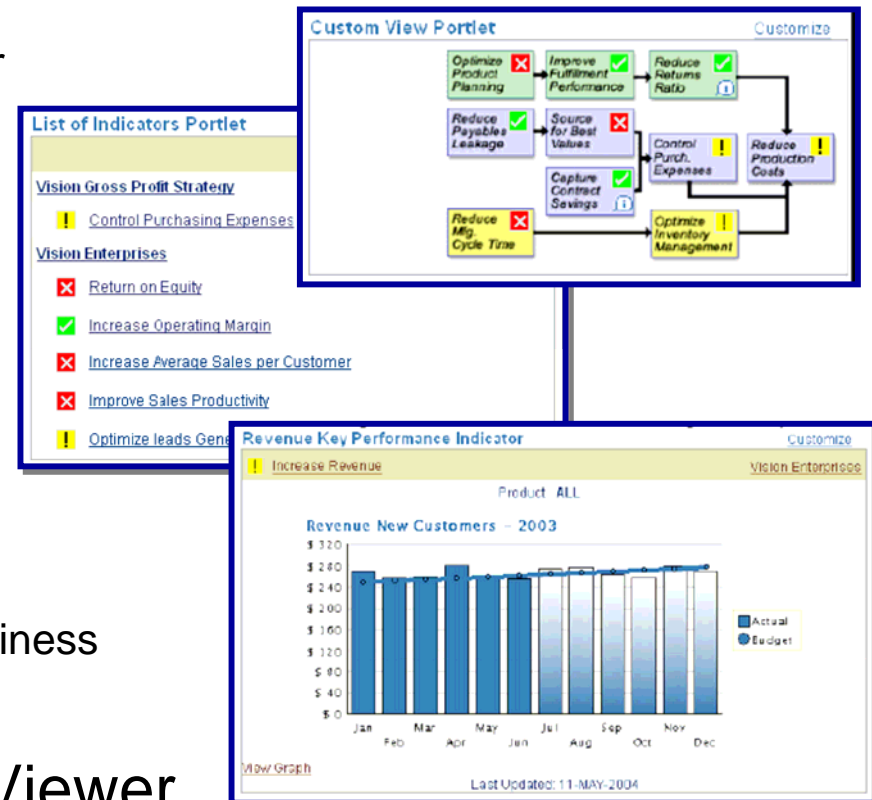 Custom View Portlet
Customize
Optimize
Product
Planning
Improve
Fulfillment
Performance
Reduce
Returns
Ratio
Reduce
Payables
Leakage
Source
for Best
Values
Control
Purch.
Expenses
Reduce
Production
Costs
Capture
Contract
Savings
Reduce
Mfg.
Cycle Time
Optimize
Inventory
Management
List of Indicators Portlet
Vision Gross Profit Strategy
Control Purchasing Expenses
Vision Enterprises
Return on Equity
Increase Operating Margin
Increase Average Sales per Customer
Improve Sales Productivity
Optimize leads Gene
Revenue Key Performance Indicator
Customize
Increase Revenue
Vision Enterprises
Product ALL
Revenue New Customers - 2003
$ 320
$ 280
$ 240
$ 200
$ 160
$ 120
$ 80
$ 40
$ 0
Jan Mar May Jul Sep Nov
Feb Apr Jun Aug Oct Dec
Actual
Budget
View Graph
Last Updated: 11-MAY-2004
iness
Viewer